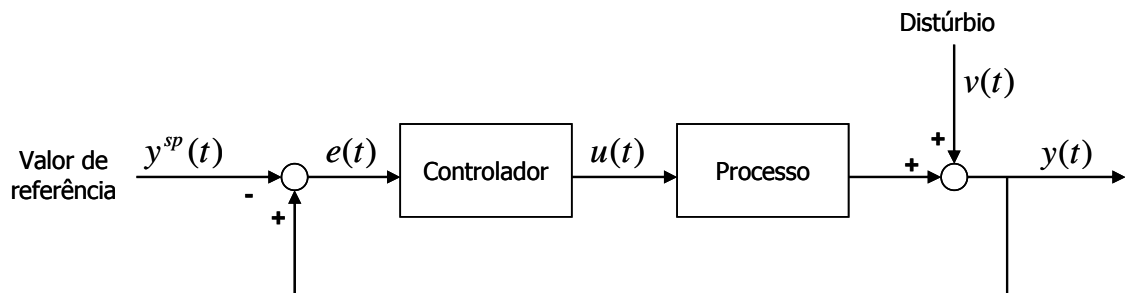 Distúrbio
v(t)
+
Valor de
referência
y^{sp}(t)
-
+
e(t)
Controlador
u(t)
Processo
+
y(t)